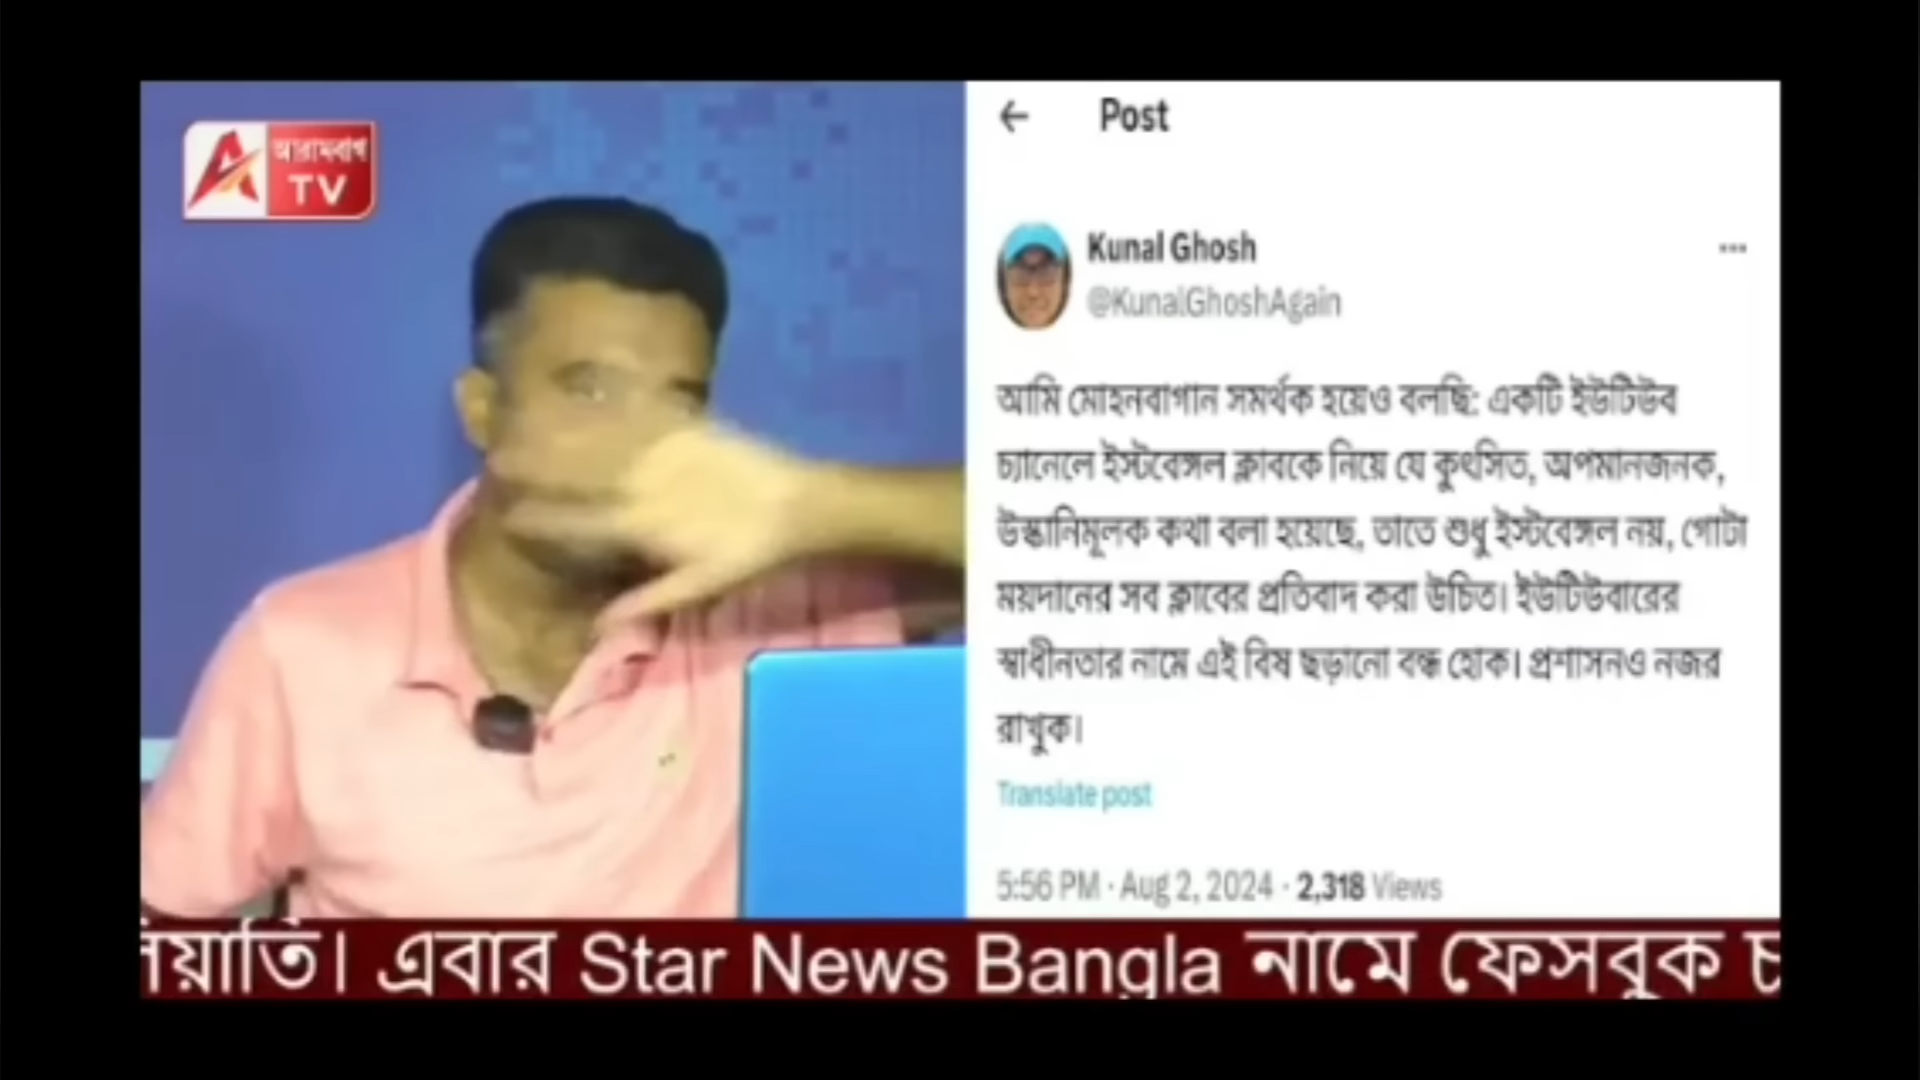 আরামবাগ
TV
Post
Kunal Ghosh
@KunalGhoshAgain
আমি মোহনবাগান সমর্থক হয়েও বলছি: একটি ইউটিউব
চ্যানেলে ইস্টবেঙ্গল ক্লাবকে নিয়ে যে কুৎসিত, অপমানজনক,
উস্কানিমূলক কথা বলা হয়েছে, তাতে শুধু ইস্টবেঙ্গল নয়, গোটা
ময়দানের সব ক্লাবের প্রতিবাদ করা উচিত। ইউটিউবারের
স্বাধীনতার নামে এই বিষ ছড়ানো বন্ধ হোক। প্রশাসনও নজর
রাখুক।
Translate post
5:56 PM · Aug 2, 2024 · 2,318 Views
এবার Star News Bangla নামে ফেসবুক